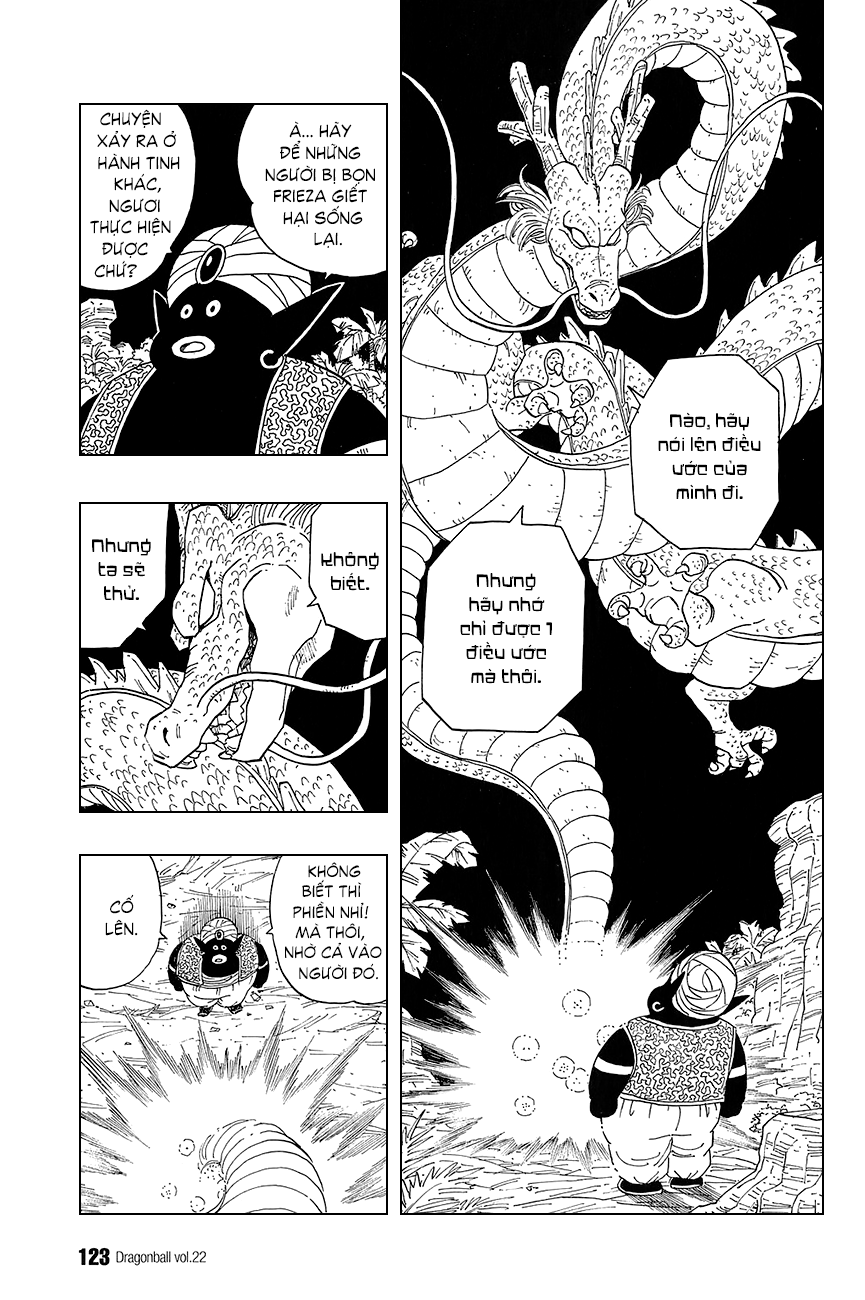 Nào, hãy
nói lên điều
ước của
mình đi.
Nhưng
hãy nhớ
chỉ được 1
điều ước
mà thôi.
À... HÃY
ĐỂ NHỮNG
NGƯỜI BỊ BỌN
FRIEZA GIẾT
HẠI SỐNG
LẠI.
CHUYỆN
XẢY RA Ở
HÀNH TINH
KHÁC,
NGƯƠI
THỰC HIỆN
ĐƯỢC
CHỨ?
Không
biết.
Nhưng
ta sẽ
thử.
KHÔNG
BIẾT THÌ
PHIỀN NHỈ!
MÀ THÔI,
NHỜ CẢ VÀO
NGƯƠI ĐÓ.
CỐ
LÊN.
123 Dragonball vol.22